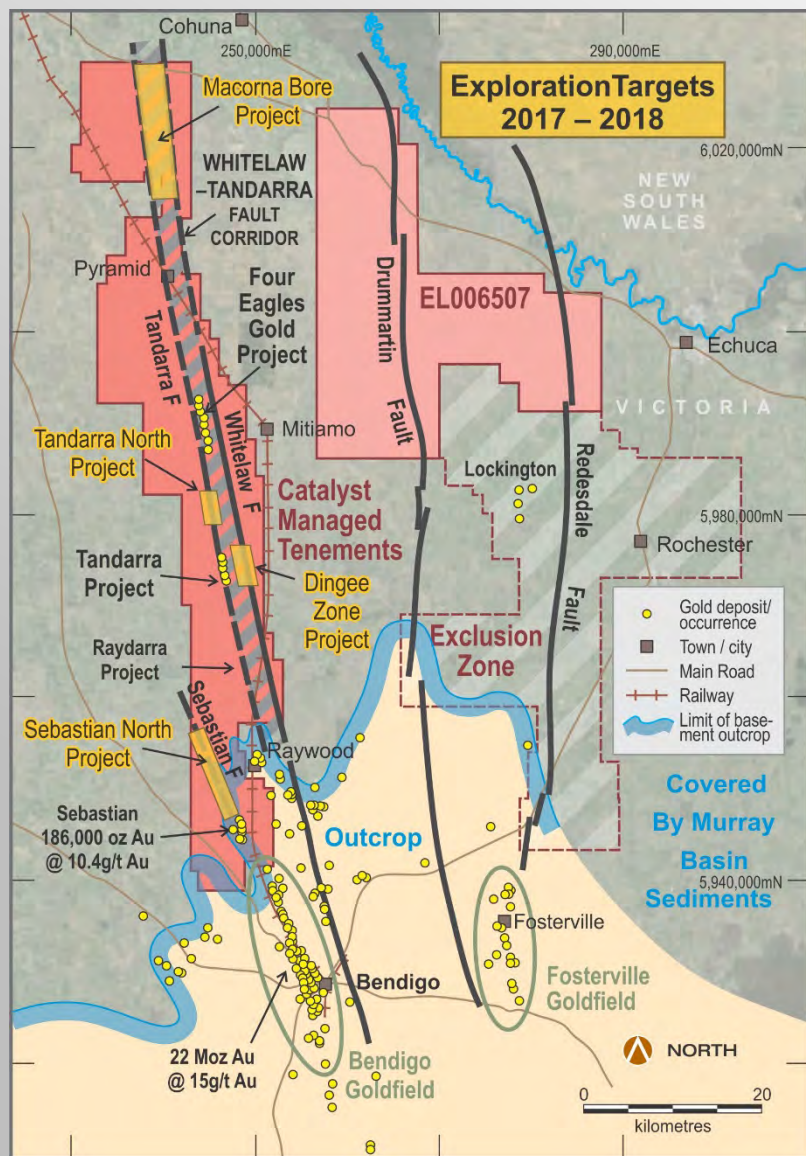 Cohuna
250,000mE
290,000mE
Macorna Bore
Project
ExplorationTargets
2017 – 2018
6,020,000mN
WHITELAW
–TANDARRA
FAULT
CORRIDOR
NEW
SOUTH
WALES
Pyramid
Four
Eagles
Gold
Project
Drummartin
Fault
EL006507
Echuca
Tandarra F
Whitelaw F
VICTORIA
Mitiamo
Tandarra North
Project
Lockington
Redesdale
Fault
Catalyst
Managed
Tenements
5,980,000mN
Rochester
Tandarra
Project
Dingee
Zone
Project
Gold deposit/
occurrence
Town / city
Main Road
Railway
Limit of base-
ment outcrop
Exclusion
Zone
Raydarra
Project
Sebastian F
Sebastian North
Project
Raywood
Sebastian
186,000 oz Au
@ 10.4g/t Au
Outcrop
Covered
By Murray
Basin
Sediments
5,940,000mN
Fosterville
Bendigo
Fosterville
Goldfield
22 Moz Au
@ 15g/t Au
Bendigo
Goldfield
NORTH
0
20
kilometres